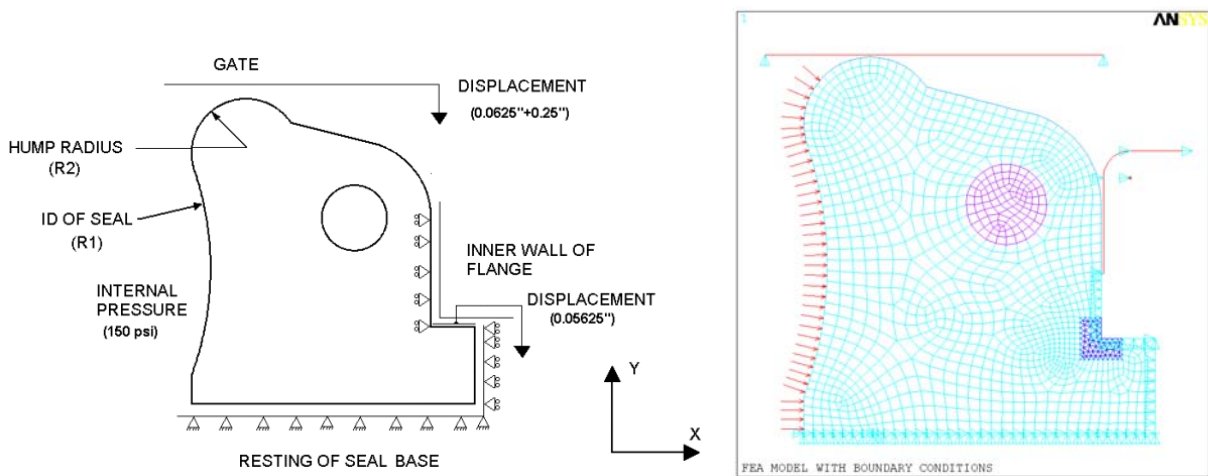 GATE
DISPLACEMENT
(0.0625"+0.25")
HUMP RADIUS
(R2)
ID OF SEAL
(R1)
INNER WALL OF
FLANGE
INTERNAL
PRESSURE
(150 psi)
DISPLACEMENT
(0.05625")
Y
X
RESTING OF SEAL BASE
1
ANSYS
FEA MODEL WITH BOUNDARY CONDITIONS